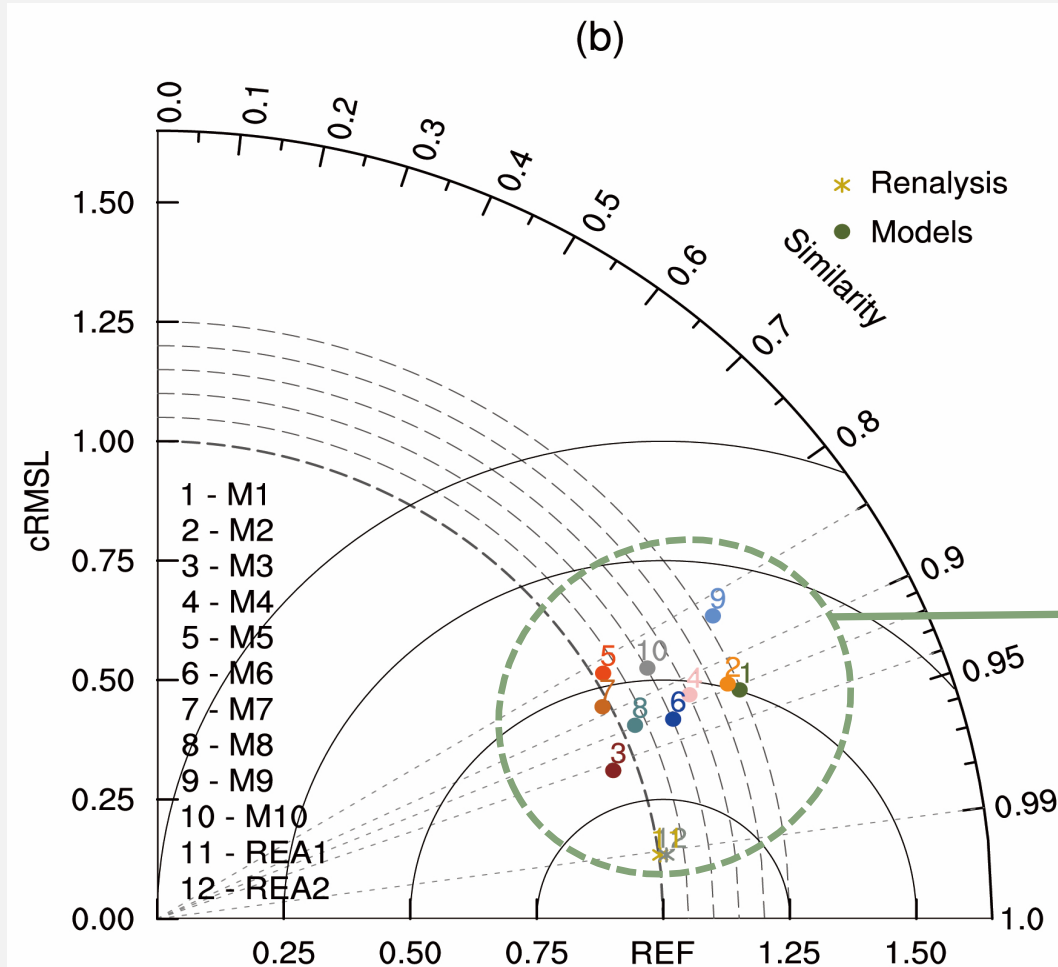 (b)
0.0
0.1
0.2
0.3
0.4
0.5
0.6
0.7
0.8
0.9
0.95
0.99
1.0
Similarity
Renalysis
Models
cRMSL
1.50
1.25
1.00
0.75
0.50
0.25
0.00
1 - M1
2 - M2
3 - M3
4 - M4
5 - M5
6 - M6
7 - M7
8 - M8
9 - M9
10 - M10
11 - REA1
12 - REA2
9
10
5
4
2
1
7
8
6
3
11
12
0.25
0.50
0.75
REF
1.25
1.50